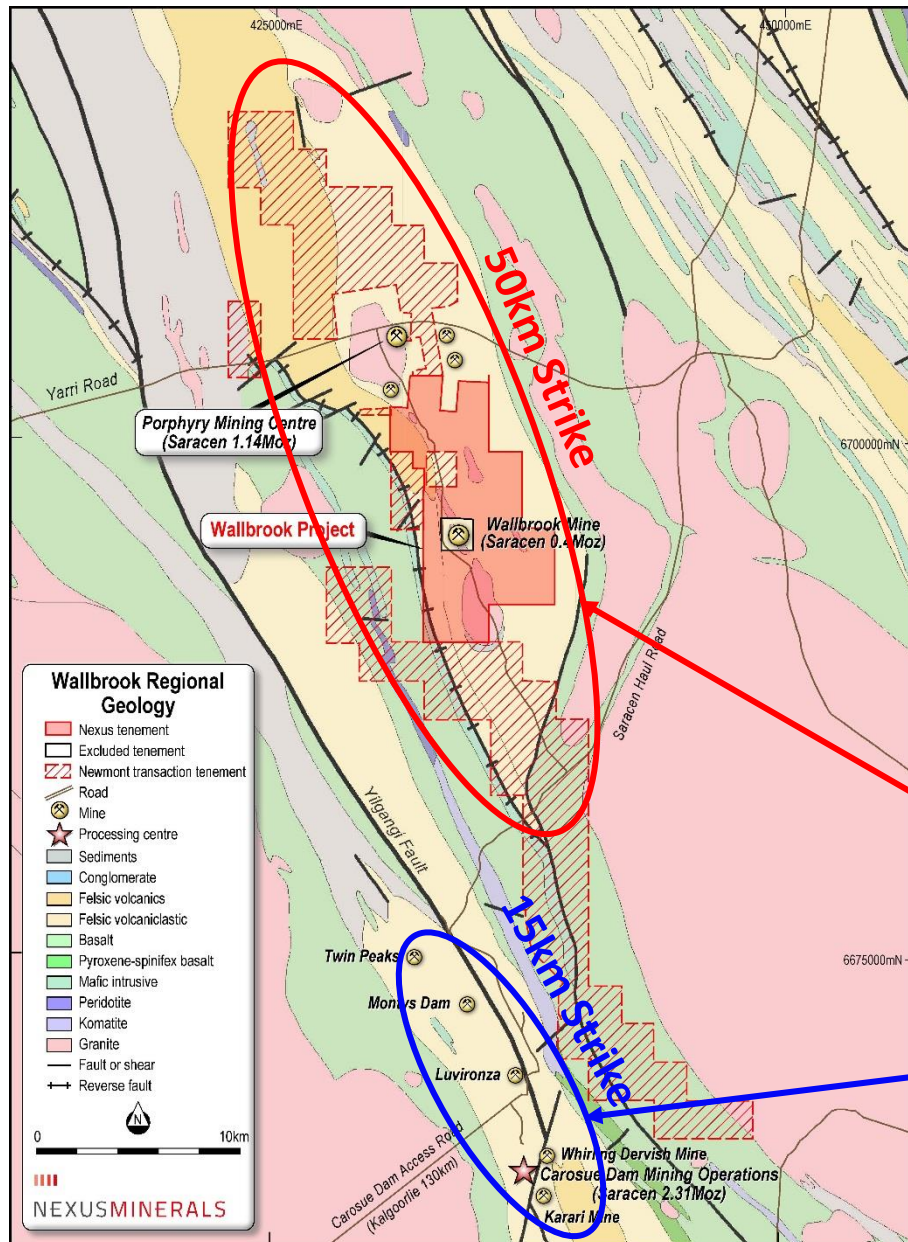 425000mE
450000mE
50km Strike
Yarri Road
Porphyry Mining Centre
(Saracen 1.14Moz)
6700000mN
Wallbrook Project
Wallbrook Mine
(Saracen 0.4Moz)
Saracen Haul Road
Wallbrook Regional
Geology
Nexus tenement
Excluded tenement
Newmont transaction tenement
Road
Mine
Processing centre
Sediments
Conglomerate
Felsic volcanics
Felsic volcaniclastic
Basalt
Pyroxene-spinifex basalt
Mafic intrusive
Peridotite
Komatite
Granite
Fault or shear
Reverse fault
N
0 10km
NEXUSMINERALS
Yilgangi Fault
15km Strike
Twin Peaks
6675000mN
Montys Dam
Luvironza
Carosue Dam Access Road
(Kalgoorlie 130km)
Whirling Dervish Mine
Carosue Dam Mining Operations
(Saracen 2.31Moz)
Karari Mine